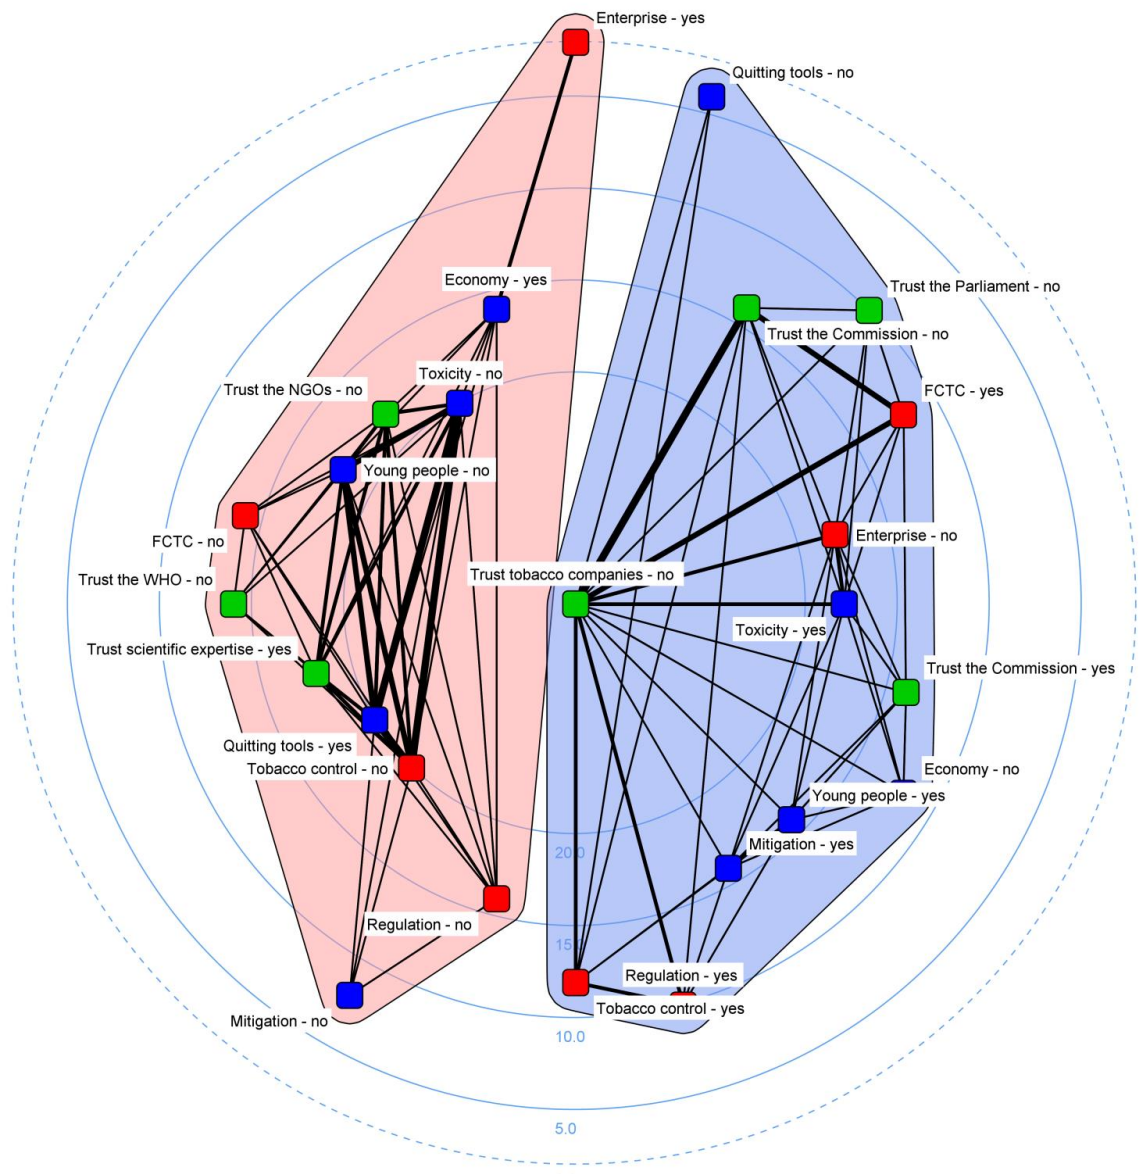 Enterprise - yes
Quitting tools - no
Economy - yes
Trust the Parliament - no
Trust the Commission - no
Toxicity - no
Trust the NGOs - no
FCTC - yes
Young people - no
FCTC - no
Enterprise - no
Trust the WHO - no
Trust tobacco companies - no
Toxicity - yes
Trust scientific expertise - yes
Trust the Commission - yes
Quitting tools - yes
Tobacco control - no
Economy - no
Young people - yes
Mitigation - yes
20.0
Regulation - no
15.0
Regulation - yes
Tobacco control - yes
Mitigation - no
10.0
5.0